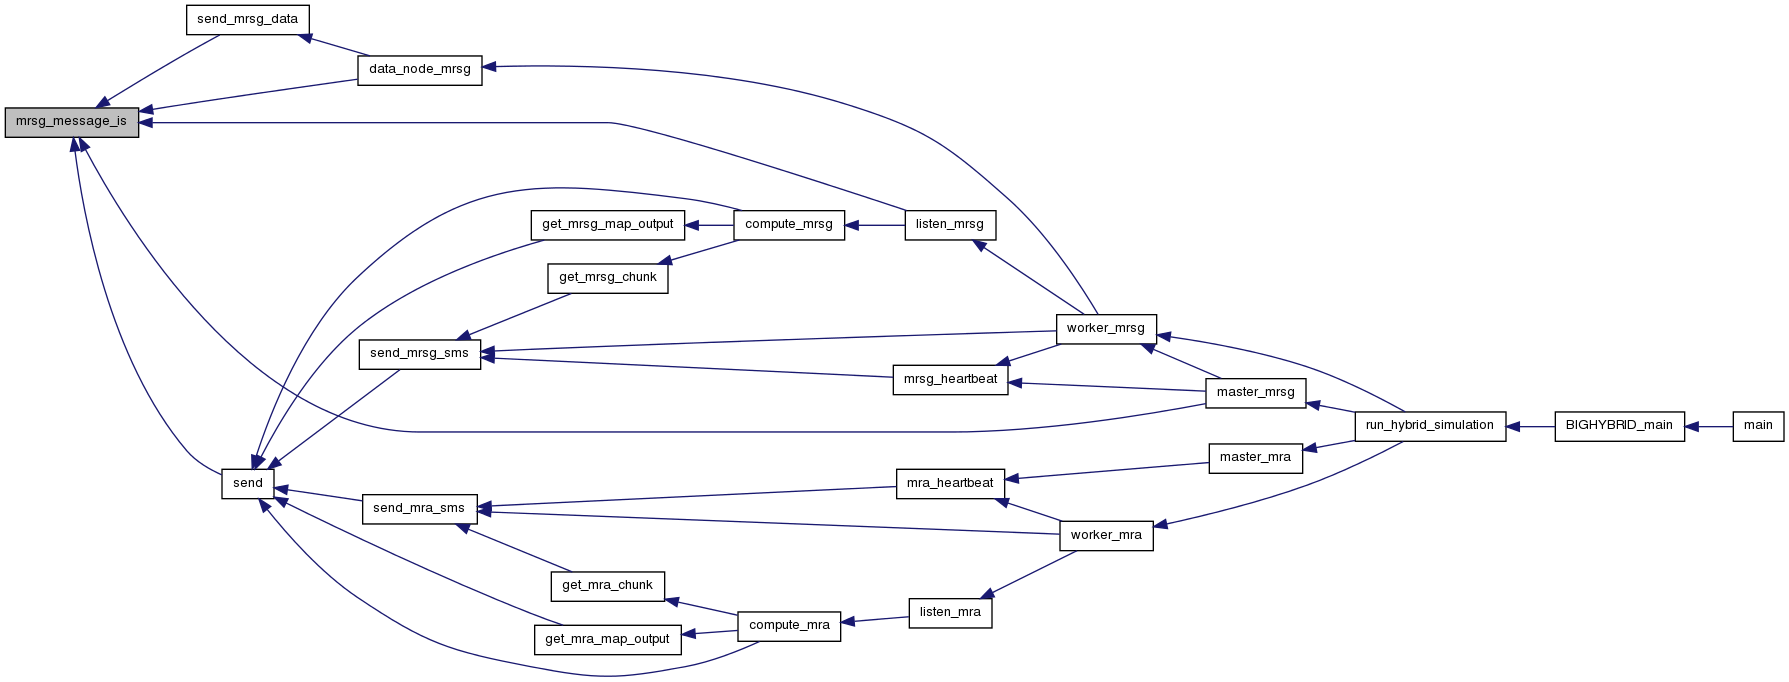 send_mrsg_data
data_node_mrsg
mrsg_message_is
get_mrsg_map_output
compute_mrsg
listen_mrsg
get_mrsg_chunk
worker_mrsg
send_mrsg_sms
mrsg_heartbeat
master_mrsg
run_hybrid_simulation
BIGHYBRID_main
main
master_mra
send
mra_heartbeat
send_mra_sms
worker_mra
get_mra_chunk
listen_mra
compute_mra
get_mra_map_output